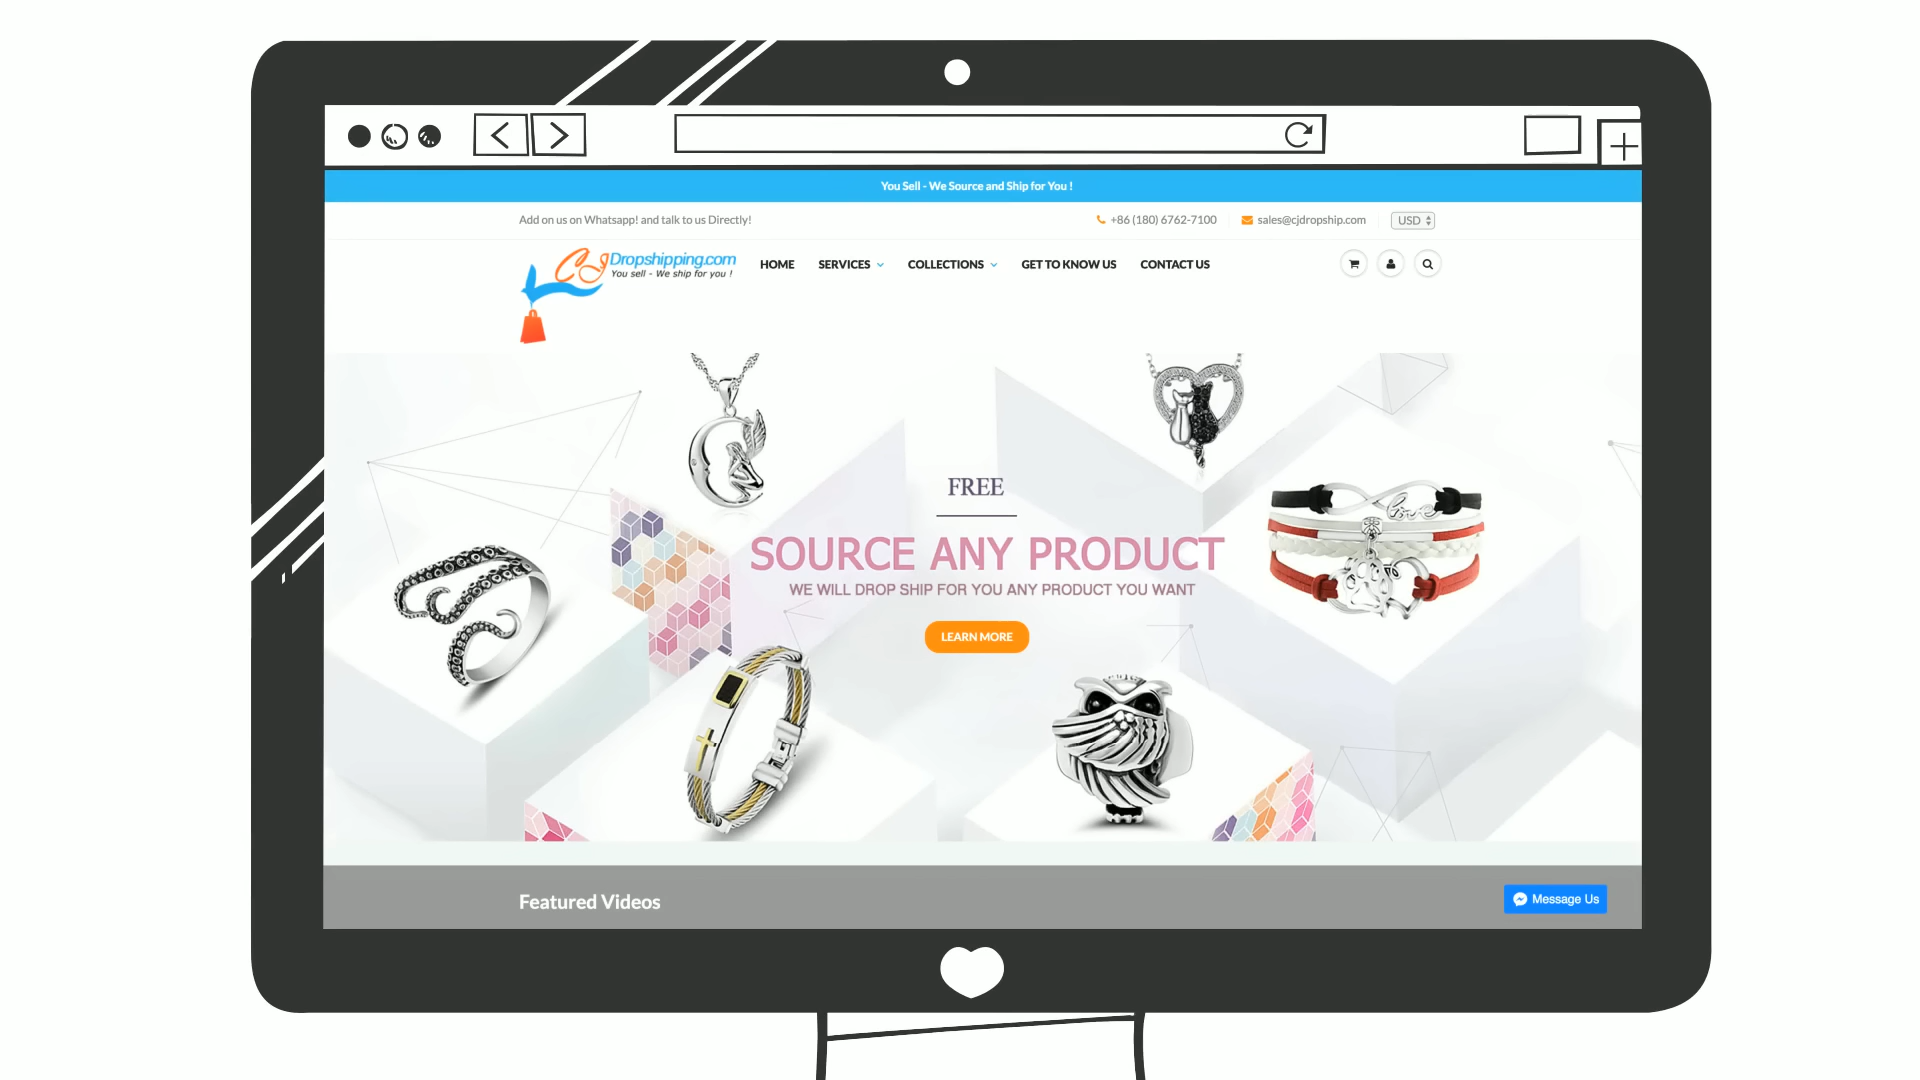 You Sell - We Source and Ship for You !
Add on us on Whatsapp! and talk to us Directly!
+86 (180) 6762-7100
sales@cjdropship.com
USD
CJ Dropshipping.com
You sell - We ship for you !
HOME
SERVICES
COLLECTIONS
GET TO KNOW US
CONTACT US
FREE
SOURCE ANY PRODUCT
WE WILL DROP SHIP FOR YOU ANY PRODUCT YOU WANT
LEARN MORE
love
Featured Videos
Message Us